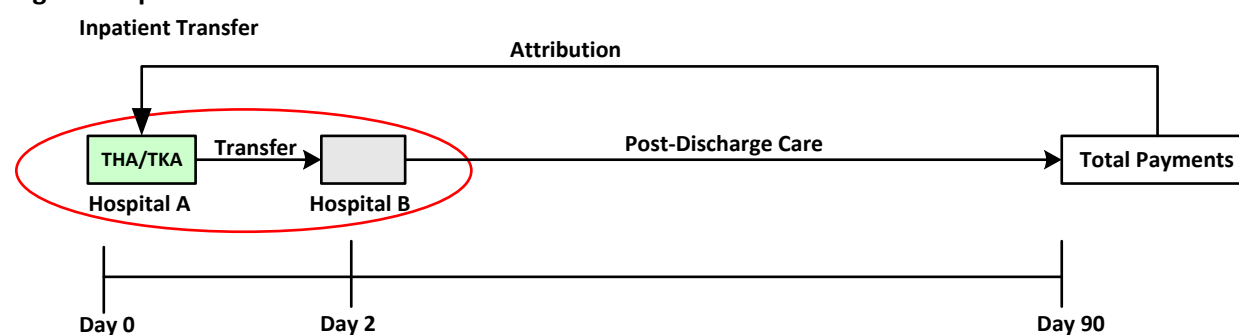 Inpatient Transfer
Attribution
THA/TKA
Transfer
Post-Discharge Care
Total Payments
Hospital A
Hospital B
Day 0
Day 2
Day 90